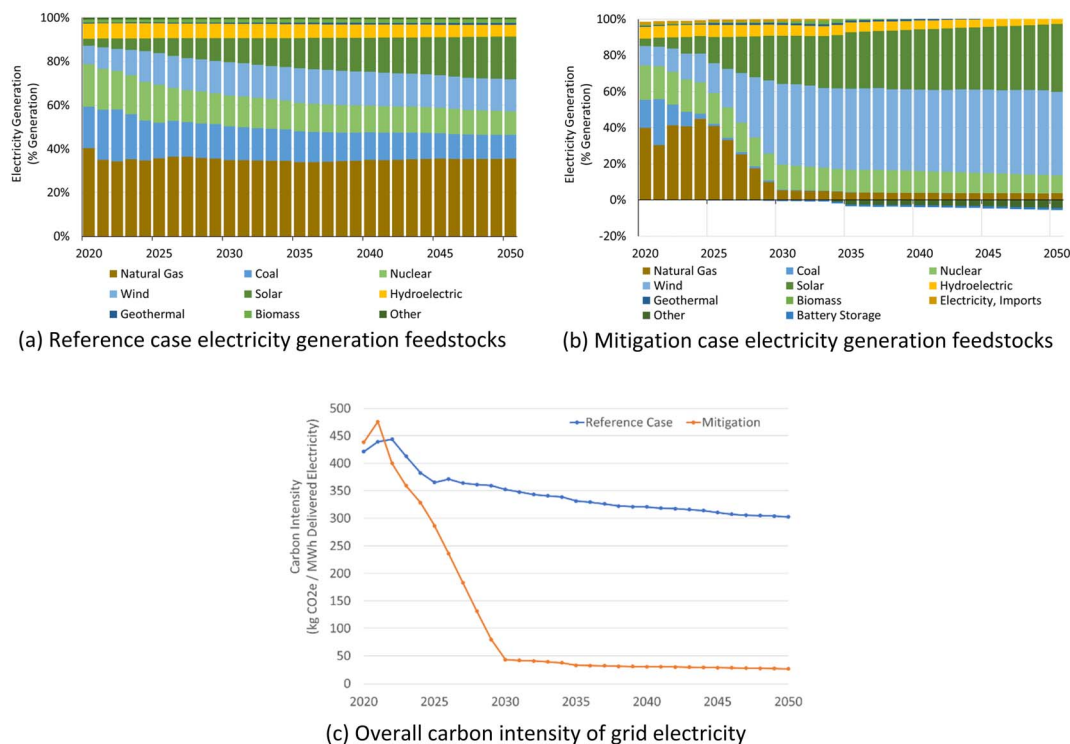 Electricity Generation
(% Generation)
100%
80%
60%
40%
20%
0%
2020 2025 2030 2035 2040 2045 2050
Natural Gas Coal Nuclear
Wind Solar Hydroelectric
Geothermal Biomass Other
(a) Reference case electricity generation feedstocks
Electricity Generation
(% Generation)
100%
80%
60%
40%
20%
0%
-20%
2020 2025 2030 2035 2040 2045 2050
Natural Gas Coal Nuclear
Wind Solar Hydroelectric
Geothermal Biomass Electricity, Imports
Other Battery Storage
(b) Mitigation case electricity generation feedstocks
Carbon Intensity
(kg CO2e / MWh Delivered Electricity)
500
450
400
350
300
250
200
150
100
50
0
Reference Case Mitigation
2020 2025 2030 2035 2040 2045 2050
(c) Overall carbon intensity of grid electricity